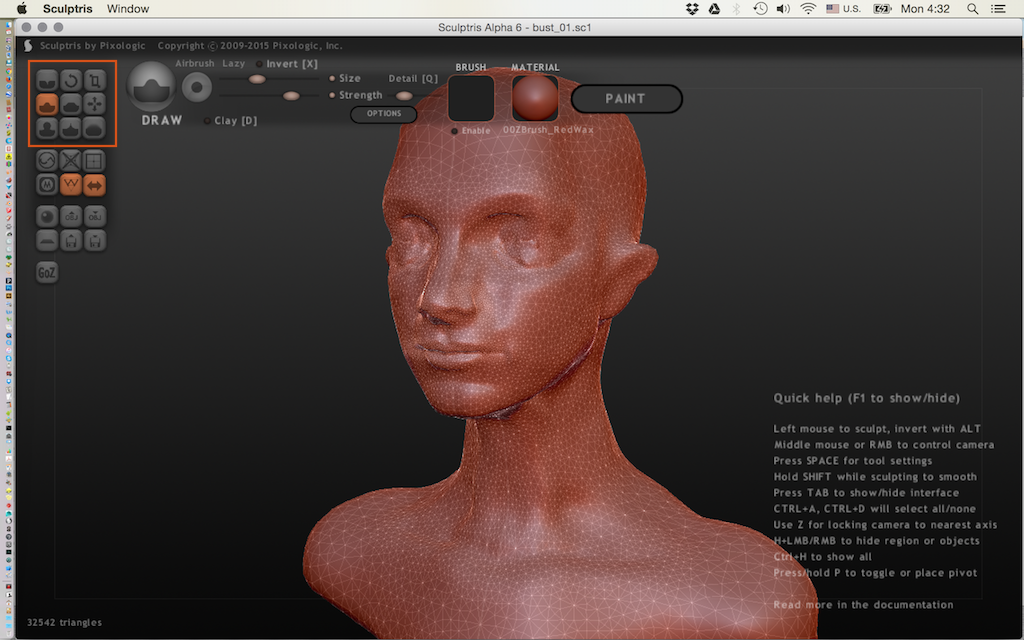 Sculptris Window U.S. Mon 4:32
Sculptris Alpha 6 - bust_01.sc1
Sculptris by Pixologic Copyright © 2009-2015 Pixologic, Inc.
Airbrush Lazy Invert [X]
BRUSH MATERIAL
Size Detail [Q]
Strength
PAINT
OPTIONS
DRAW Clay [D]
Enable 00ZBrush_RedWax
OBJ OBJ
GoZ
Quick help (F1 to show/hide)
Left mouse to sculpt, invert with ALT
Middle mouse or RMB to control camera
Press SPACE for tool settings
Hold SHIFT while sculpting to smooth
Press TAB to show/hide interface
CTRL+A, CTRL+D will select all/none
Use Z for locking camera to nearest axis
H+LMB/RMB to hide region or objects
Ctrl+H to show all
Press/hold P to toggle or place pivot
Read more in the documentation
32542 triangles